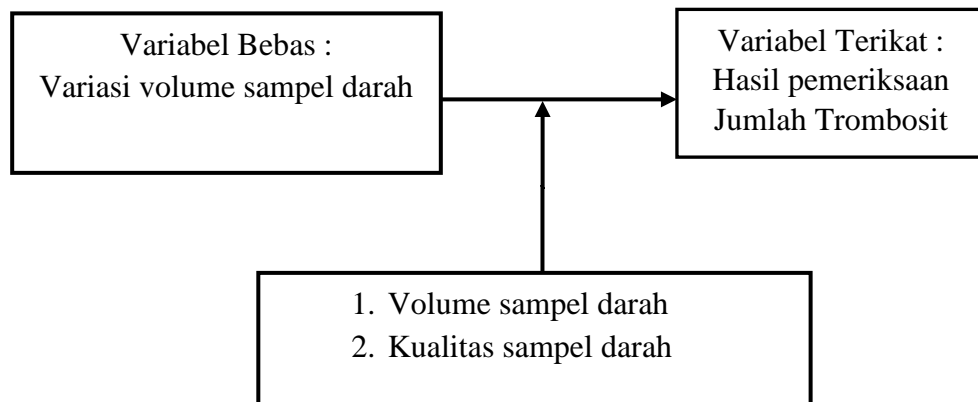 Variabel Bebas :
Variasi volume sampel darah
Variabel Terikat :
Hasil pemeriksaan
Jumlah Trombosit
1. Volume sampel darah
2. Kualitas sampel darah